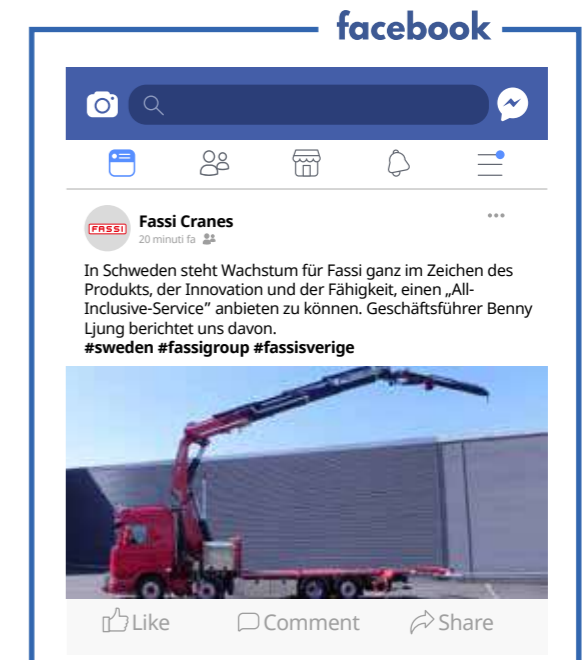 facebook
FASSI
Fassi Cranes
20 minuti fa
In Schweden steht Wachstum für Fassi ganz im Zeichen des
Produkts, der Innovation und der Fähigkeit, einen „All-
Inclusive-Service” anbieten zu können. Geschäftsführer Benny
Ljung berichtet uns davon.
#sweden #fassigroup #fassisverige
Like Comment Share